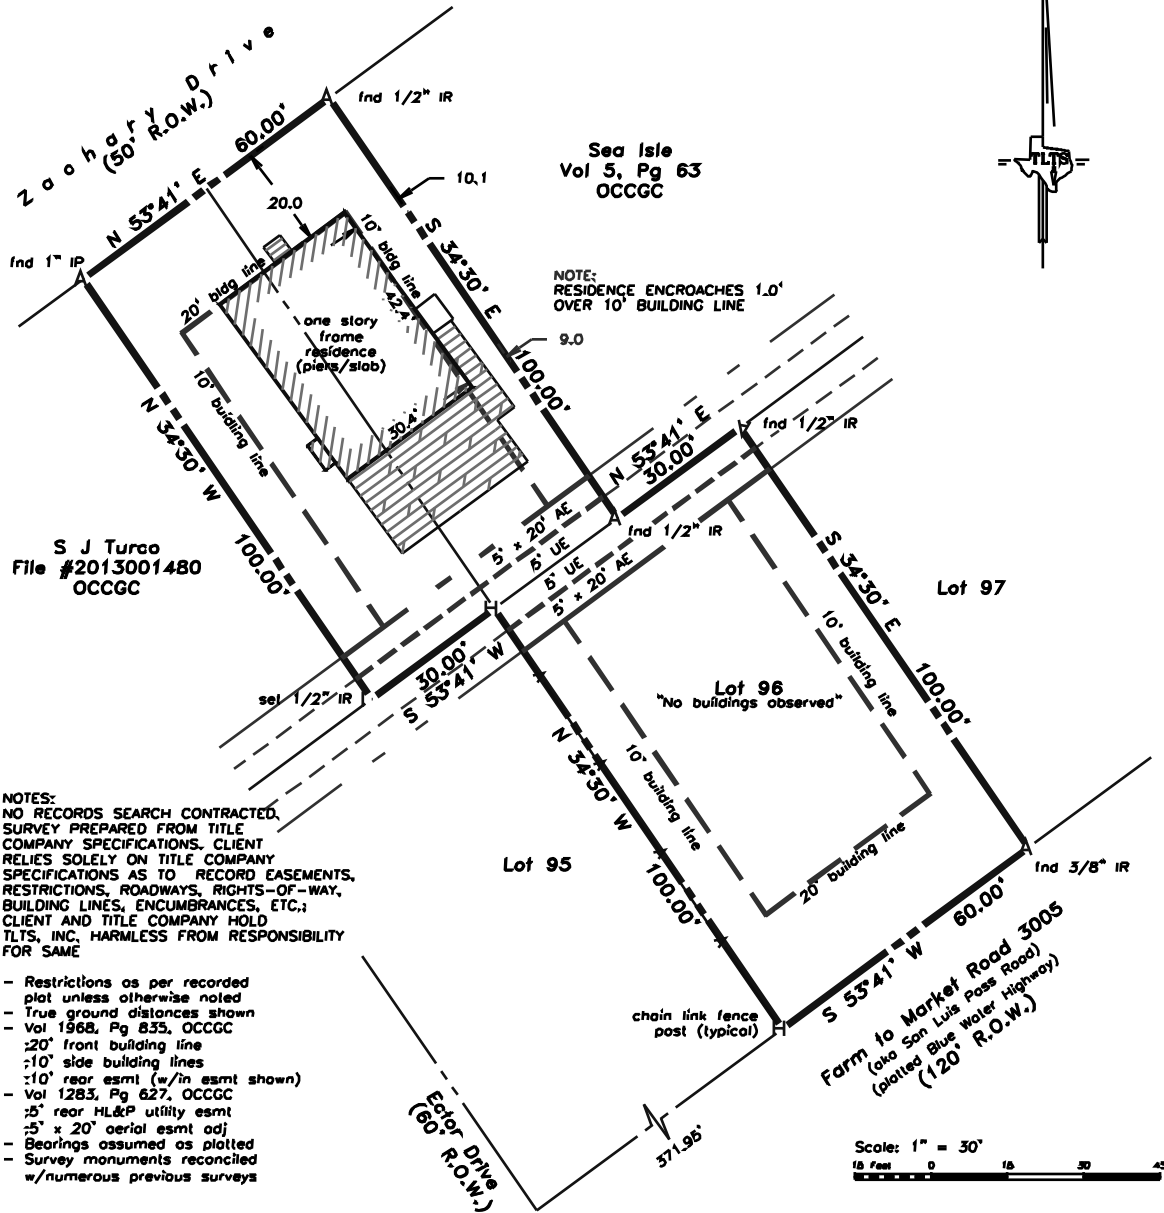 Zachary Drive
(50' R.O.W.)
N 53°41' E
60.00'
fnd 1/2" IR
fnd 1" IP
Sea Isle
Vol 5, Pg 63
OCCGC
TLTS
10.1
20.0
S 34°30' E
100.00'
10' bldg line
20' bldg line
42.4'
NOTE:
RESIDENCE ENCROACHES 1.0'
OVER 10' BUILDING LINE
9.0
one story
frame
residence
(piers/slab)
30.4'
10' building line
N 34°30' W
100.00'
S J Turco
File #2013001480
OCCGC
N 53°41' E
30.00'
fnd 1/2" IR
fnd 1/2" IR
5' x 20' AE
5' UE
5' UE
5' x 20' AE
set 1/2" IR
30.00'
S 53°41' W
S 34°30' E
100.00'
Lot 97
10' building line
Lot 96
"No buildings observed"
10' building line
N 34°30' W
100.00'
20' building line
Lot 95
fnd 3/8" IR
60.00'
S 53°41' W
Farm to Market Road 3005
(aka San Luis Pass Road)
(platted Blue Water Highway)
(120' R.O.W.)
chain link fence
post (typical)
NOTES:
NO RECORDS SEARCH CONTRACTED,
SURVEY PREPARED FROM TITLE
COMPANY SPECIFICATIONS. CLIENT
RELIES SOLELY ON TITLE COMPANY
SPECIFICATIONS AS TO RECORD EASEMENTS,
RESTRICTIONS, ROADWAYS, RIGHTS-OF-WAY,
BUILDING LINES, ENCUMBRANCES, ETC.;
CLIENT AND TITLE COMPANY HOLD
TLTS, INC. HARMLESS FROM RESPONSIBILITY
FOR SAME
- Restrictions as per recorded
plat unless otherwise noted
- True ground distances shown
- Vol 1968, Pg 835, OCCGC
;20' front building line
;10' side building lines
;10' rear esmt (w/in esmt shown)
- Vol 1283, Pg 627, OCCGC
;5' rear HL&P utility esmt
;5' x 20' aerial esmt adj
- Bearings assumed as platted
- Survey monuments reconciled
w/numerous previous surveys
Ector Drive
(60' R.O.W.)
371.95'
Scale: 1" = 30'
15 Feet 0 15 30 45